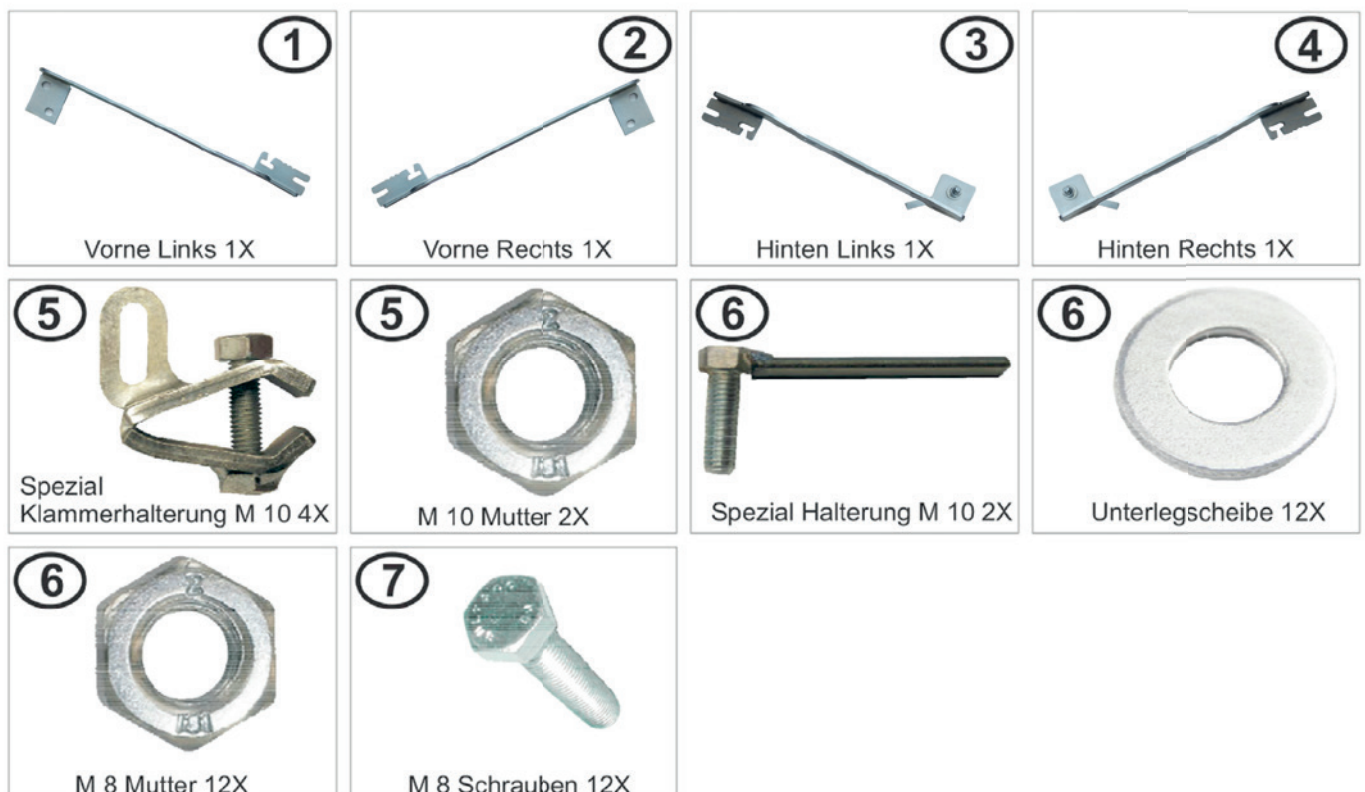 1
Vorne Links 1X
2
Vorne Rechts 1X
3
Hinten Links 1X
4
Hinten Rechts 1X
5
Spezial
Klammerhalterung M 10 4X
5
M 10 Mutter 2X
6
Spezial Halterung M 10 2X
6
Unterlegscheibe 12X
6
M 8 Mutter 12X
7
M 8 Schrauben 12X